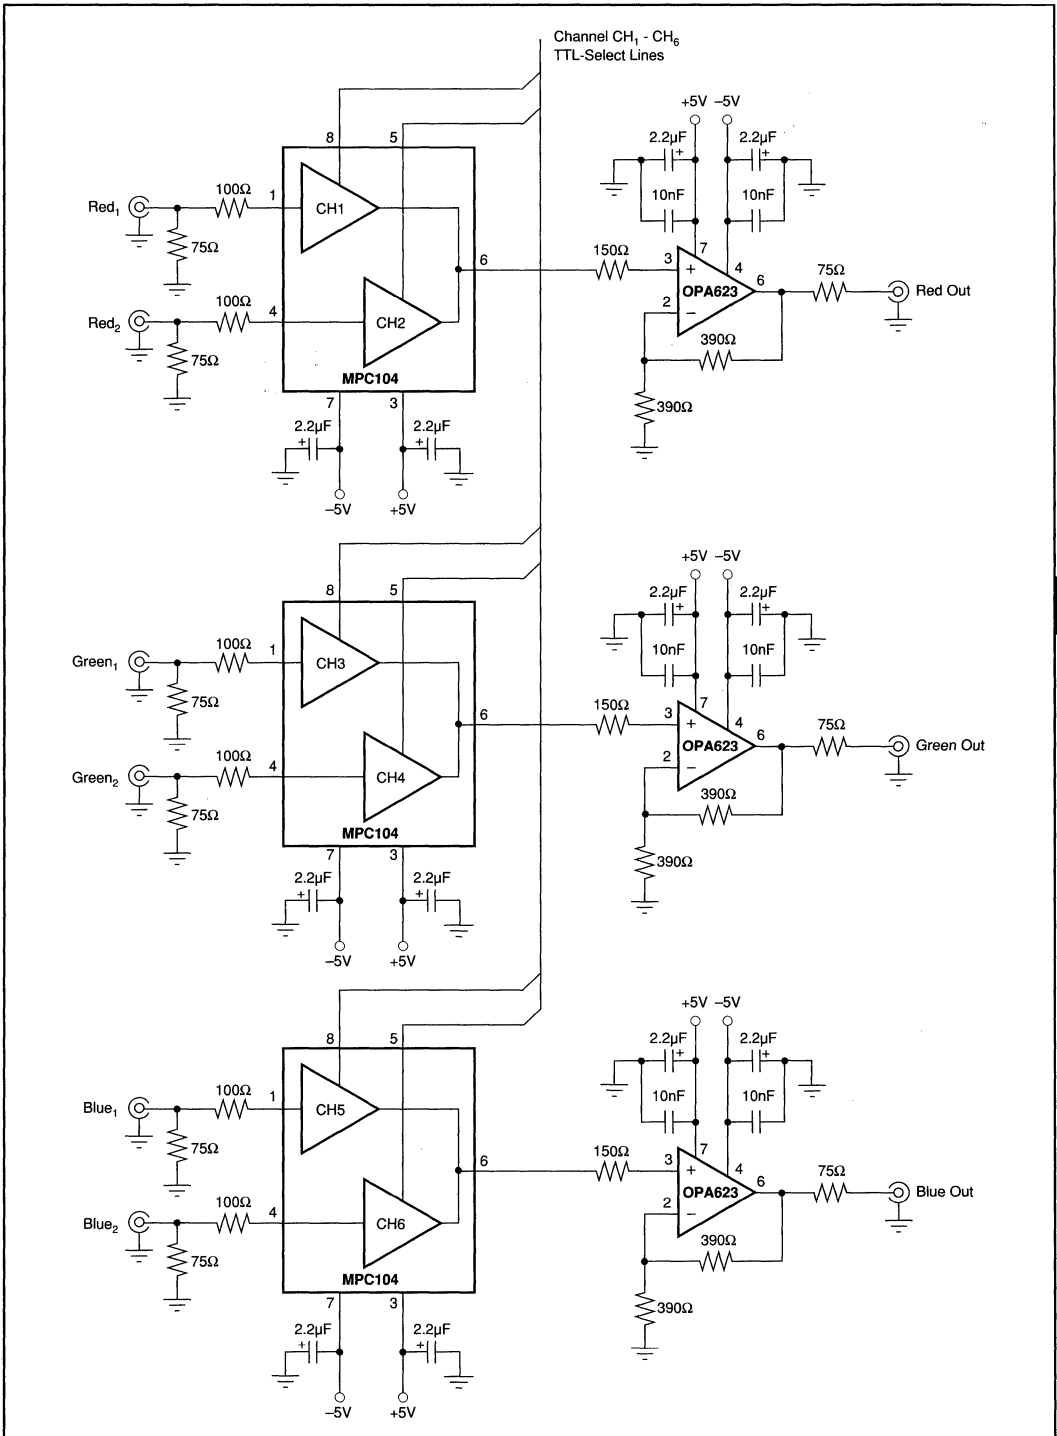 Channel CH1 - CH6
TTL-Select Lines
+5V –5V
8 5
2.2µF 2.2µF
+ +
10nF 10nF
Red1 100Ω 1 CH1
75Ω
6 150Ω 3 + 7 4
OPA623 6 75Ω Red Out
2 –
Red2 100Ω 4 CH2
75Ω
390Ω
MPC104
390Ω
7 3
2.2µF 2.2µF
+ +
–5V +5V
+5V –5V
8 5
2.2µF 2.2µF
+ +
10nF 10nF
Green1 100Ω 1 CH3
75Ω
6 150Ω 3 + 7 4
OPA623 6 75Ω Green Out
2 –
Green2 100Ω 4 CH4
75Ω
390Ω
MPC104
390Ω
7 3
2.2µF 2.2µF
+ +
–5V +5V
+5V –5V
8 5
2.2µF 2.2µF
+ +
10nF 10nF
Blue1 100Ω 1 CH5
75Ω
6 150Ω 3 + 7 4
OPA623 6 75Ω Blue Out
2 –
Blue2 100Ω 4 CH6
75Ω
390Ω
MPC104
390Ω
7 3
2.2µF 2.2µF
+ +
–5V +5V